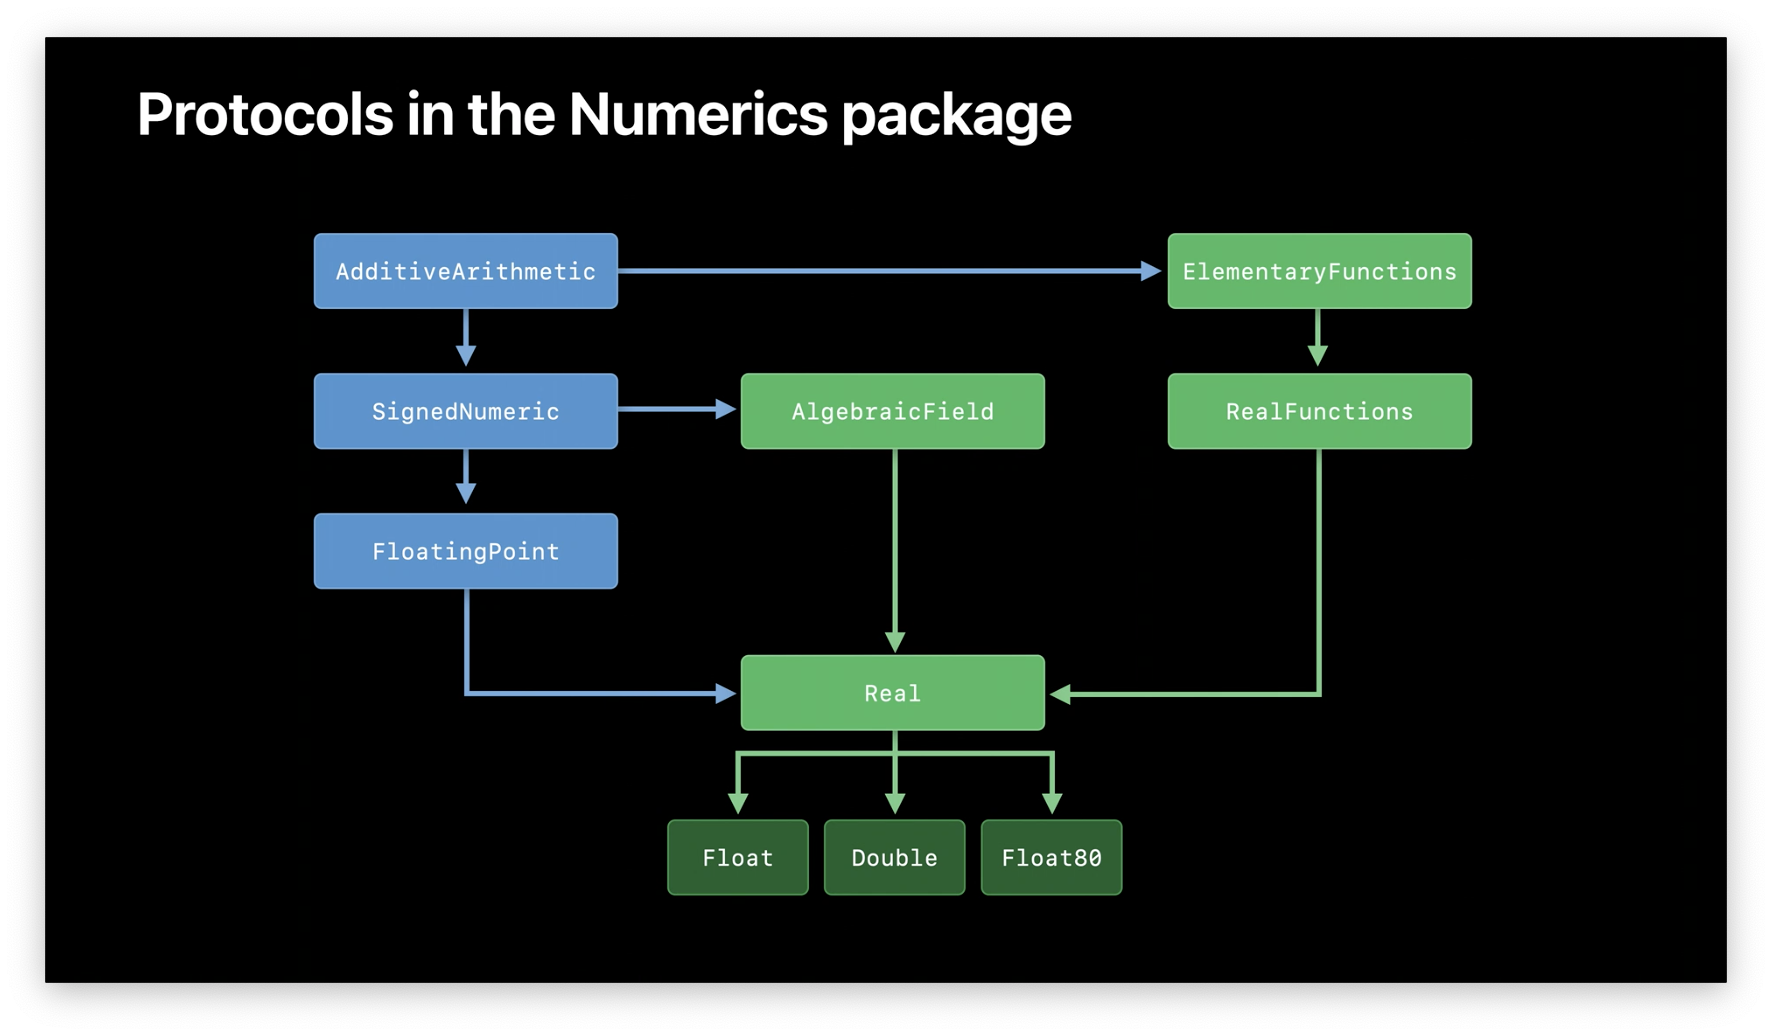 Protocols in the Numerics package
AdditiveArithmetic
ElementaryFunctions
SignedNumeric
AlgebraicField
RealFunctions
FloatingPoint
Real
Float
Double
Float80